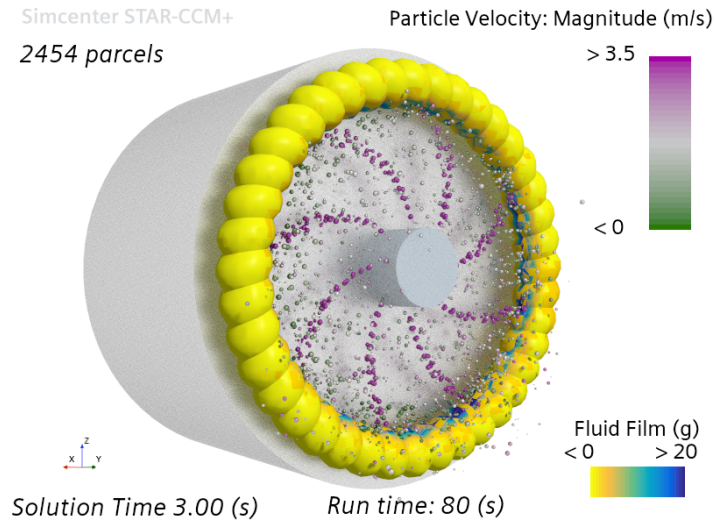 Simcenter STAR-CCM+
Particle Velocity: Magnitude (m/s)
2454 parcels
> 3.5
< 0
Fluid Film (g)
< 0 > 20
Z
X Y
Solution Time 3.00 (s) Run time: 80 (s)